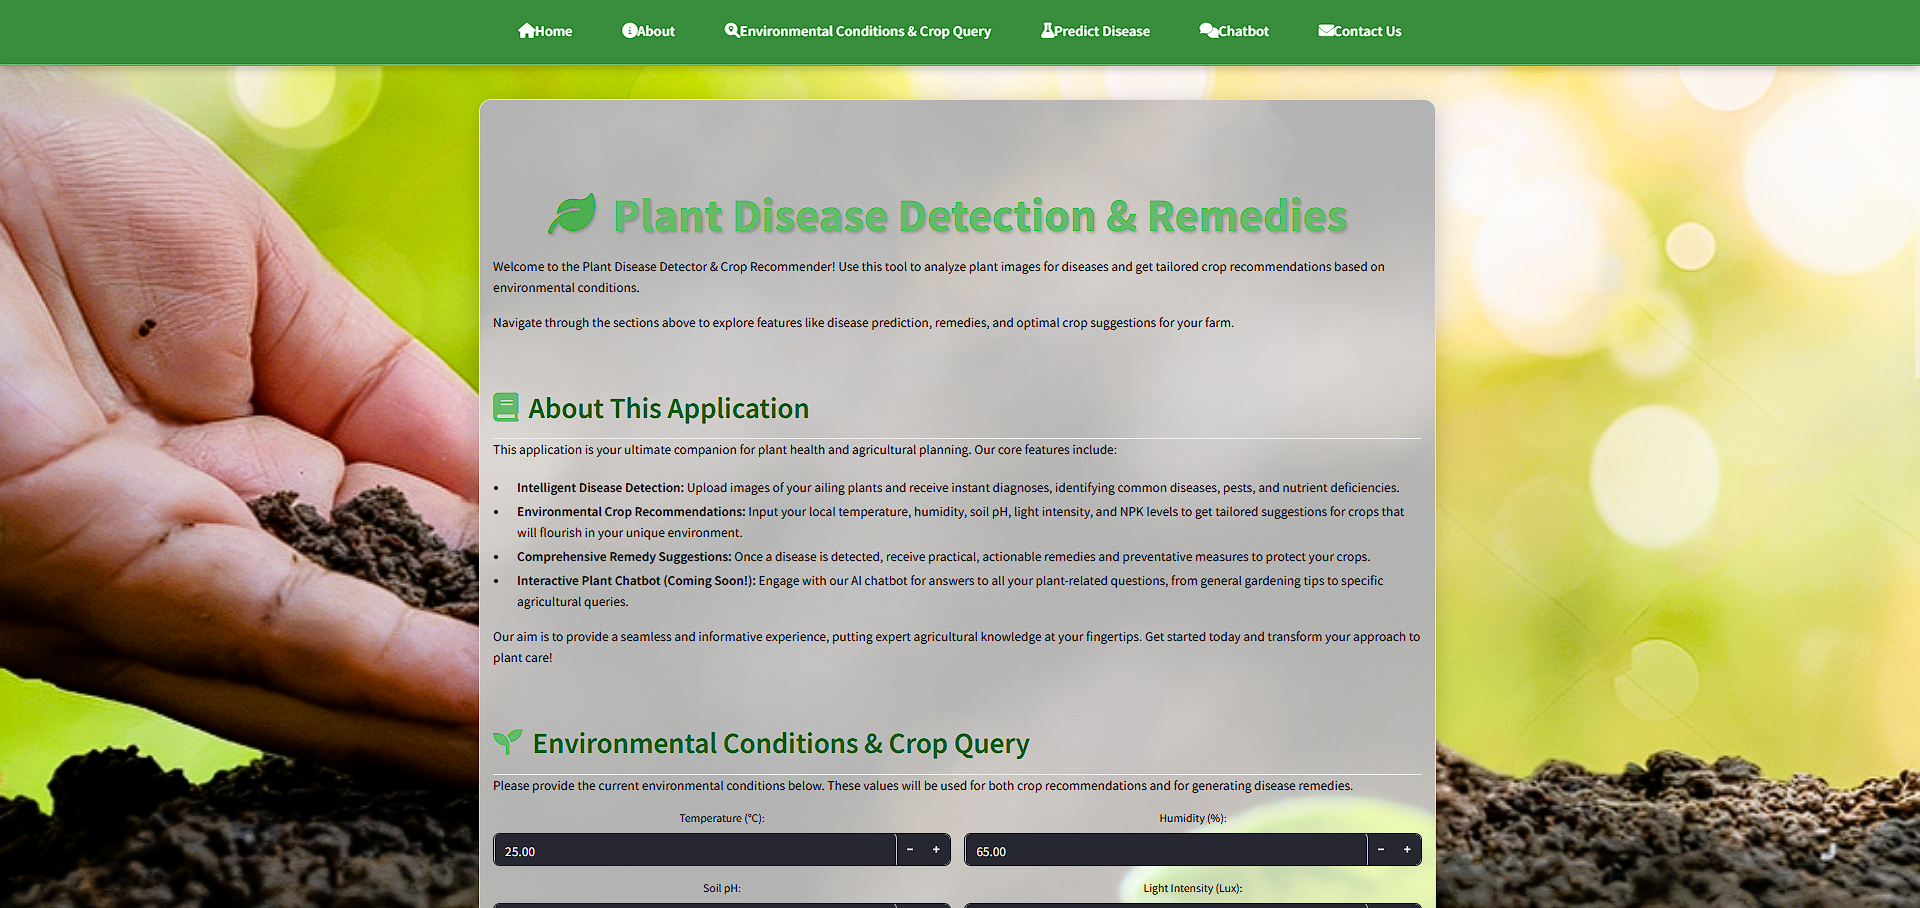 Home About Environmental Conditions & Crop Query Predict Disease Chatbot Contact Us
Plant Disease Detection & Remedies
Welcome to the Plant Disease Detector & Crop Recommender! Use this tool to analyze plant images for diseases and get tailored crop recommendations based on
environmental conditions.
Navigate through the sections above to explore features like disease prediction, remedies, and optimal crop suggestions for your farm.
About This Application
This application is your ultimate companion for plant health and agricultural planning. Our core features include:
• Intelligent Disease Detection: Upload images of your ailing plants and receive instant diagnoses, identifying common diseases, pests, and nutrient deficiencies.
• Environmental Crop Recommendations: Input your local temperature, humidity, soil pH, light intensity, and NPK levels to get tailored suggestions for crops that
will flourish in your unique environment.
• Comprehensive Remedy Suggestions: Once a disease is detected, receive practical, actionable remedies and preventative measures to protect your crops.
• Interactive Plant Chatbot (Coming Soon!): Engage with our AI chatbot for answers to all your plant-related questions, from general gardening tips to specific
agricultural queries.
Our aim is to provide a seamless and informative experience, putting expert agricultural knowledge at your fingertips. Get started today and transform your approach to
plant care!
Environmental Conditions & Crop Query
Please provide the current environmental conditions below. These values will be used for both crop recommendations and for generating disease remedies.
Temperature (°C): Humidity (%):
25.00 − + 65.00 − +
Soil pH: Light Intensity (Lux):